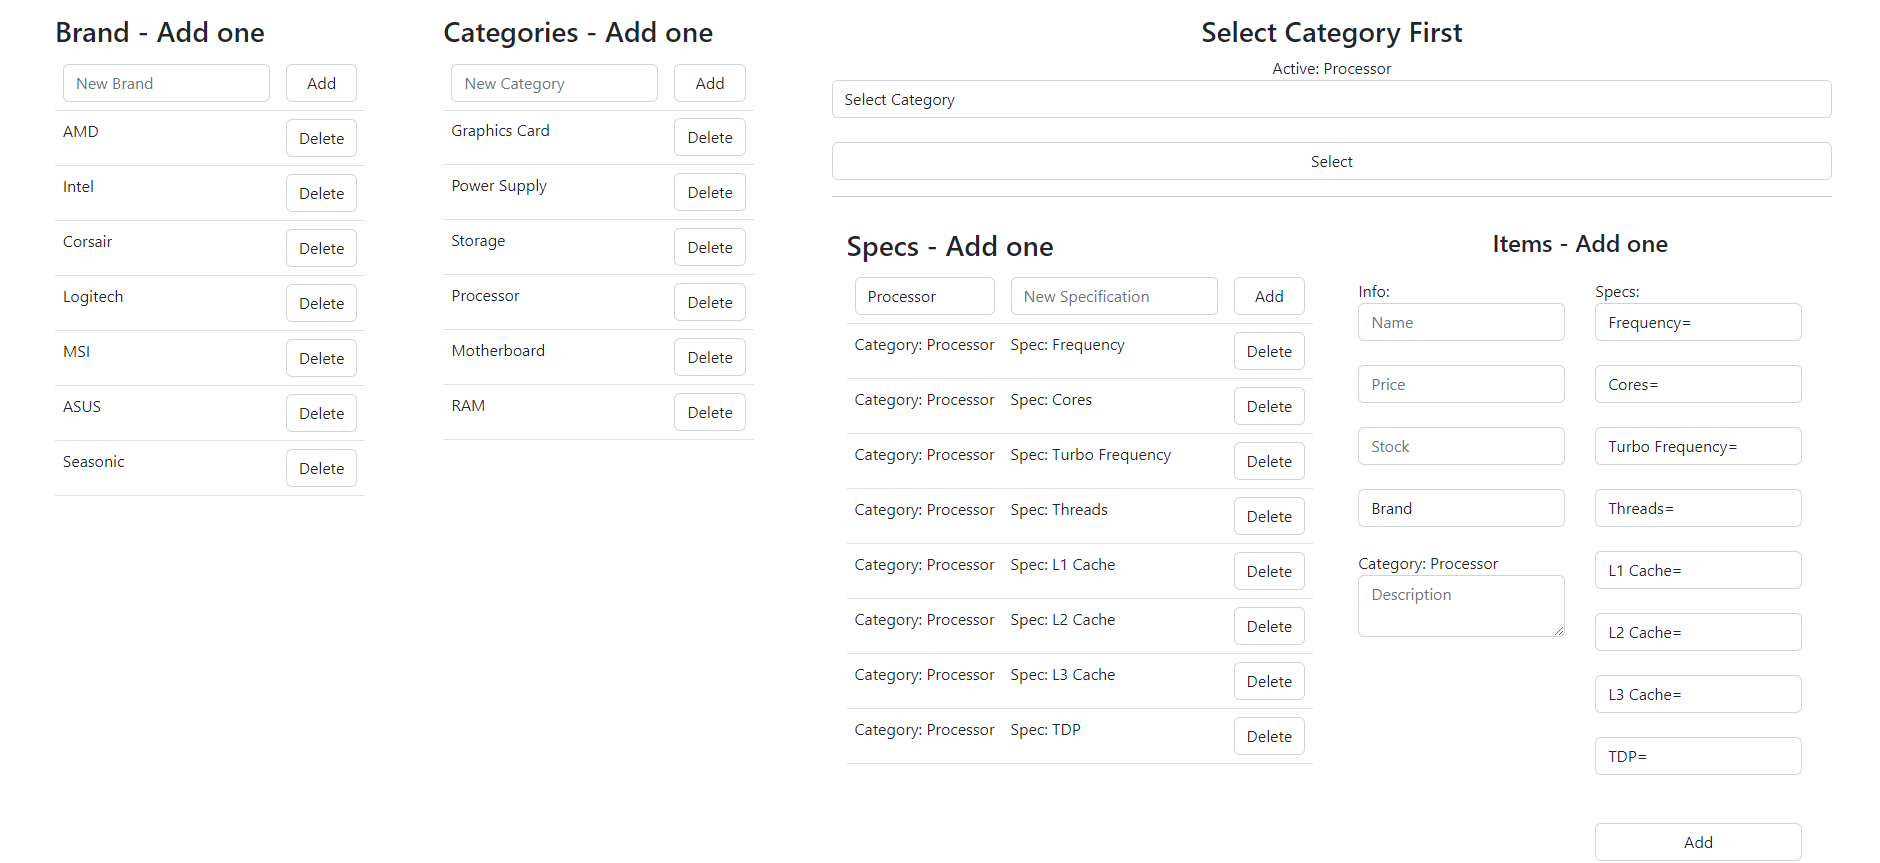 Brand - Add one
New Brand
Add
AMD
Delete
Intel
Delete
Corsair
Delete
Logitech
Delete
MSI
Delete
ASUS
Delete
Seasonic
Delete
Categories - Add one
New Category
Add
Graphics Card
Delete
Power Supply
Delete
Storage
Delete
Processor
Delete
Motherboard
Delete
RAM
Delete
Select Category First
Active: Processor
Select Category
Select
Specs - Add one
Processor
New Specification
Add
Category: Processor Spec: Frequency
Delete
Category: Processor Spec: Cores
Delete
Category: Processor Spec: Turbo Frequency
Delete
Category: Processor Spec: Threads
Delete
Category: Processor Spec: L1 Cache
Delete
Category: Processor Spec: L2 Cache
Delete
Category: Processor Spec: L3 Cache
Delete
Category: Processor Spec: TDP
Delete
Items - Add one
Info:
Name
Price
Stock
Brand
Category: Processor
Description
Specs:
Frequency=
Cores=
Turbo Frequency=
Threads=
L1 Cache=
L2 Cache=
L3 Cache=
TDP=
Add